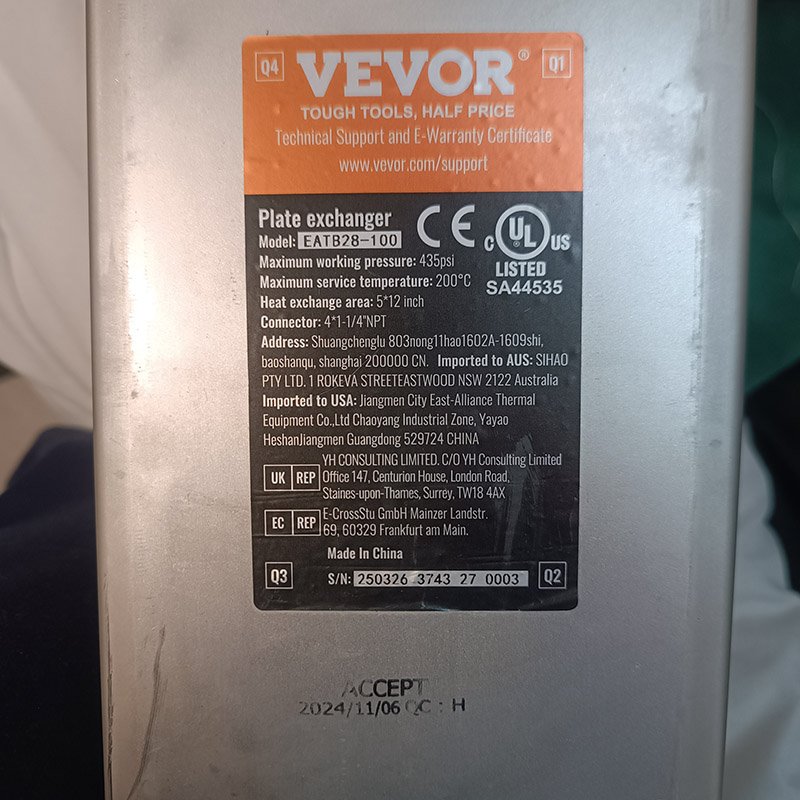 Q4 VEVOR® Q1
TOUGH TOOLS, HALF PRICE
Technical Support and E-Warranty Certificate
www.vevor.com/support
Plate exchanger
Model: EATB28-100
CE
C UL US
LISTED
SA44535
Maximum working pressure: 435psi
Maximum service temperature: 200°C
Heat exchange area: 5*12 inch
Connector: 4*1-1/4"NPT
Address: Shuangchenglu 803nong11hao1602A-1609shi,
baoshanqu, shanghai 200000 CN. Imported to AUS: SIHAO
PTY LTD. 1 ROKEVA STREETEASTWOOD NSW 2122 Australia
Imported to USA: Jiangmen City East-Alliance Thermal
Equipment Co.,Ltd Chaoyang Industrial Zone, Yayao
HeshanJiangmen Guangdong 529724 CHINA
UK REP
YH CONSULTING LIMITED. C/O YH Consulting Limited
Office 147, Centurion House, London Road,
Staines-upon-Thames, Surrey, TW18 4AX
EC REP
E-CrossStu GmbH Mainzer Landstr.
69, 60329 Frankfurt am Main.
Made In China
Q3 S/N: 250326 3743 27 0003 Q2
ACCEPT
2024/11/06 QC : H